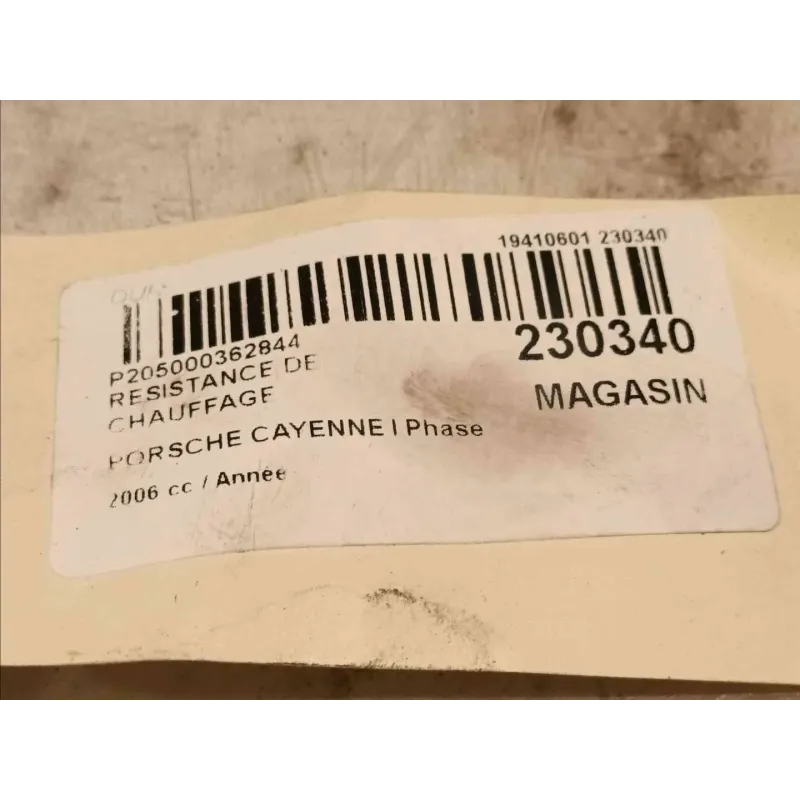 19410601 230340
P205000362844
230340
RESISTANCE DE
CHAUFFAGE
MAGASIN
PORSCHE CAYENNE I Phase
2006 cc / Année